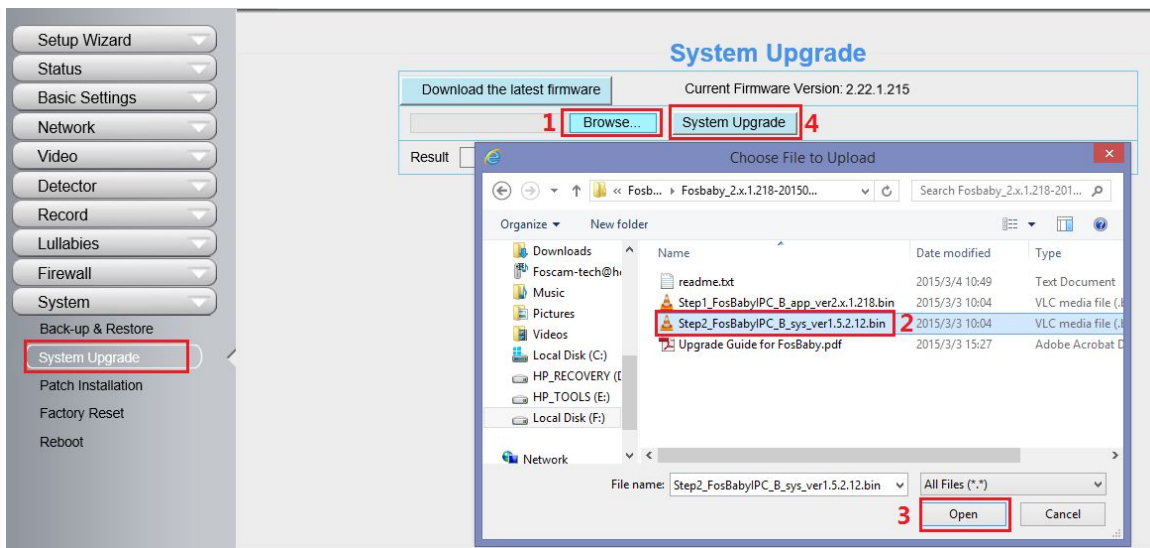 Setup Wizard
Status
Basic Settings
Network
Video
Detector
Record
Lullabies
Firewall
System
Back-up & Restore
System Upgrade
Patch Installation
Factory Reset
Reboot
System Upgrade
Download the latest firmware Current Firmware Version: 2.22.1.215
1 Browse... System Upgrade 4
Result
Choose File to Upload
« Fosb... Fosbaby_2.x.1.218-20150... Search Fosbaby_2.x.1.218-201...
Organize New folder
Downloads
Foscam-tech@h
Music
Pictures
Videos
Local Disk (C:)
HP_RECOVERY (
HP_TOOLS (E:)
Local Disk (F:)
Network
Name Date modified Type
readme.txt 2015/3/4 10:49 Text Document
Step1_FosBabyIPC_B_app_ver2.x.1.218.bin 2015/3/3 10:04 VLC media file (.
Step2_FosBabyIPC_B_sys_ver1.5.2.12.bin 2 2015/3/3 10:04 VLC media file (.
Upgrade Guide for FosBaby.pdf 2015/3/3 15:27 Adobe Acrobat D
File name: Step2_FosBabyIPC_B_sys_ver1.5.2.12.bin All Files (*.*)
3 Open Cancel